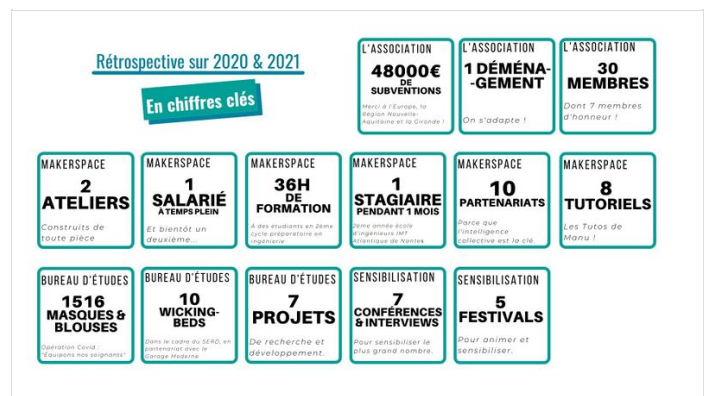 Rétrospective sur 2020 & 2021
En chiffres clés
L'ASSOCIATION
48000€
DE
SUBVENTIONS
Merci à l'Europe, la
Région Nouvelle-
Aquitaine et la Gironde !
L'ASSOCIATION
1 DÉMÉNA-
-GEMENT
On s'adapte !
L'ASSOCIATION
30
MEMBRES
Dont 7 membres
d'honneur !
MAKERSPACE
2
ATELIERS
Construits de
toute pièce
MAKERSPACE
1
SALARIÉ
À TEMPS PLEIN
Et bientôt un
deuxième...
MAKERSPACE
36H
DE
FORMATION
À des étudiants en 2ème
cycle préparatoire en
ingénierie
MAKERSPACE
1
STAGIAIRE
PENDANT 1 MOIS
2ème année école
d'ingénieurs IMT
Atlantique de Nantes
MAKERSPACE
10
PARTENARIATS
Parce que
l'intelligence
collective est la clé.
MAKERSPACE
8
TUTORIELS
Les Tutos de
Manu !
BUREAU D'ÉTUDES
1516
MASQUES &
BLOUSES
Opération Covid :
"Équipons nos soignants"
BUREAU D'ÉTUDES
10
WICKING-
BEDS
Dans le cadre du SERD, en
partenariat avec le
Garage Moderne
BUREAU D'ÉTUDES
7
PROJETS
De recherche et
développement.
SENSIBILISATION
7
CONFÉRENCES
& INTERVIEWS
Pour sensibiliser le
plus grand nombre.
SENSIBILISATION
5
FESTIVALS
Pour animer et
sensibiliser.